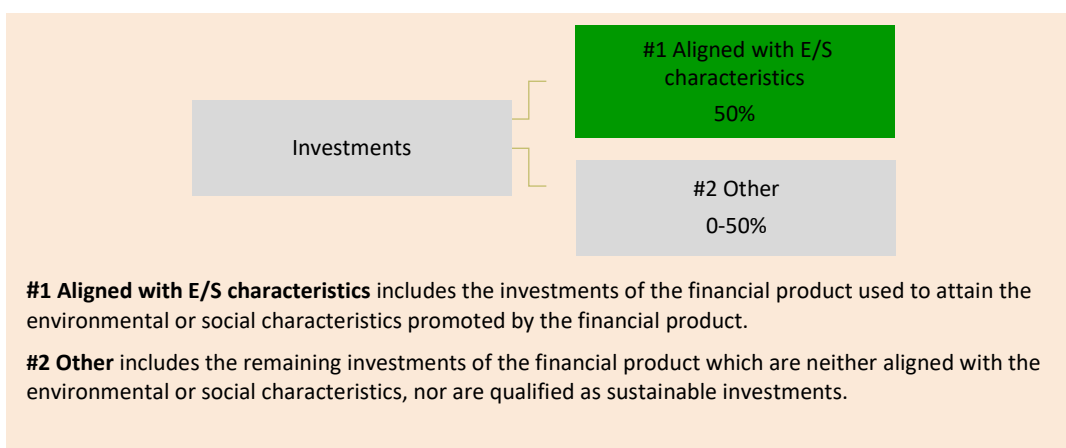 #1 Aligned with E/S
characteristics
50%
Investments
#2 Other
0-50%
#1 Aligned with E/S characteristics includes the investments of the financial product used to attain the
environmental or social characteristics promoted by the financial product.
#2 Other includes the remaining investments of the financial product which are neither aligned with the
environmental or social characteristics, nor are qualified as sustainable investments.